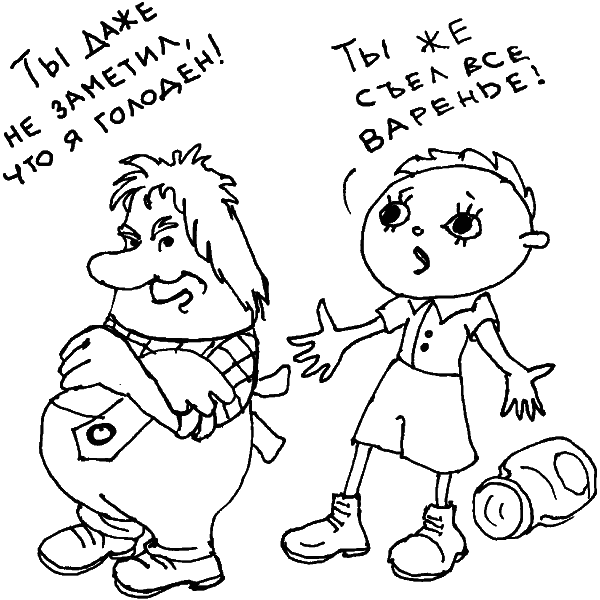 Ты даже
не заметил,
что я голоден!
Ты же
съел все
варенье!